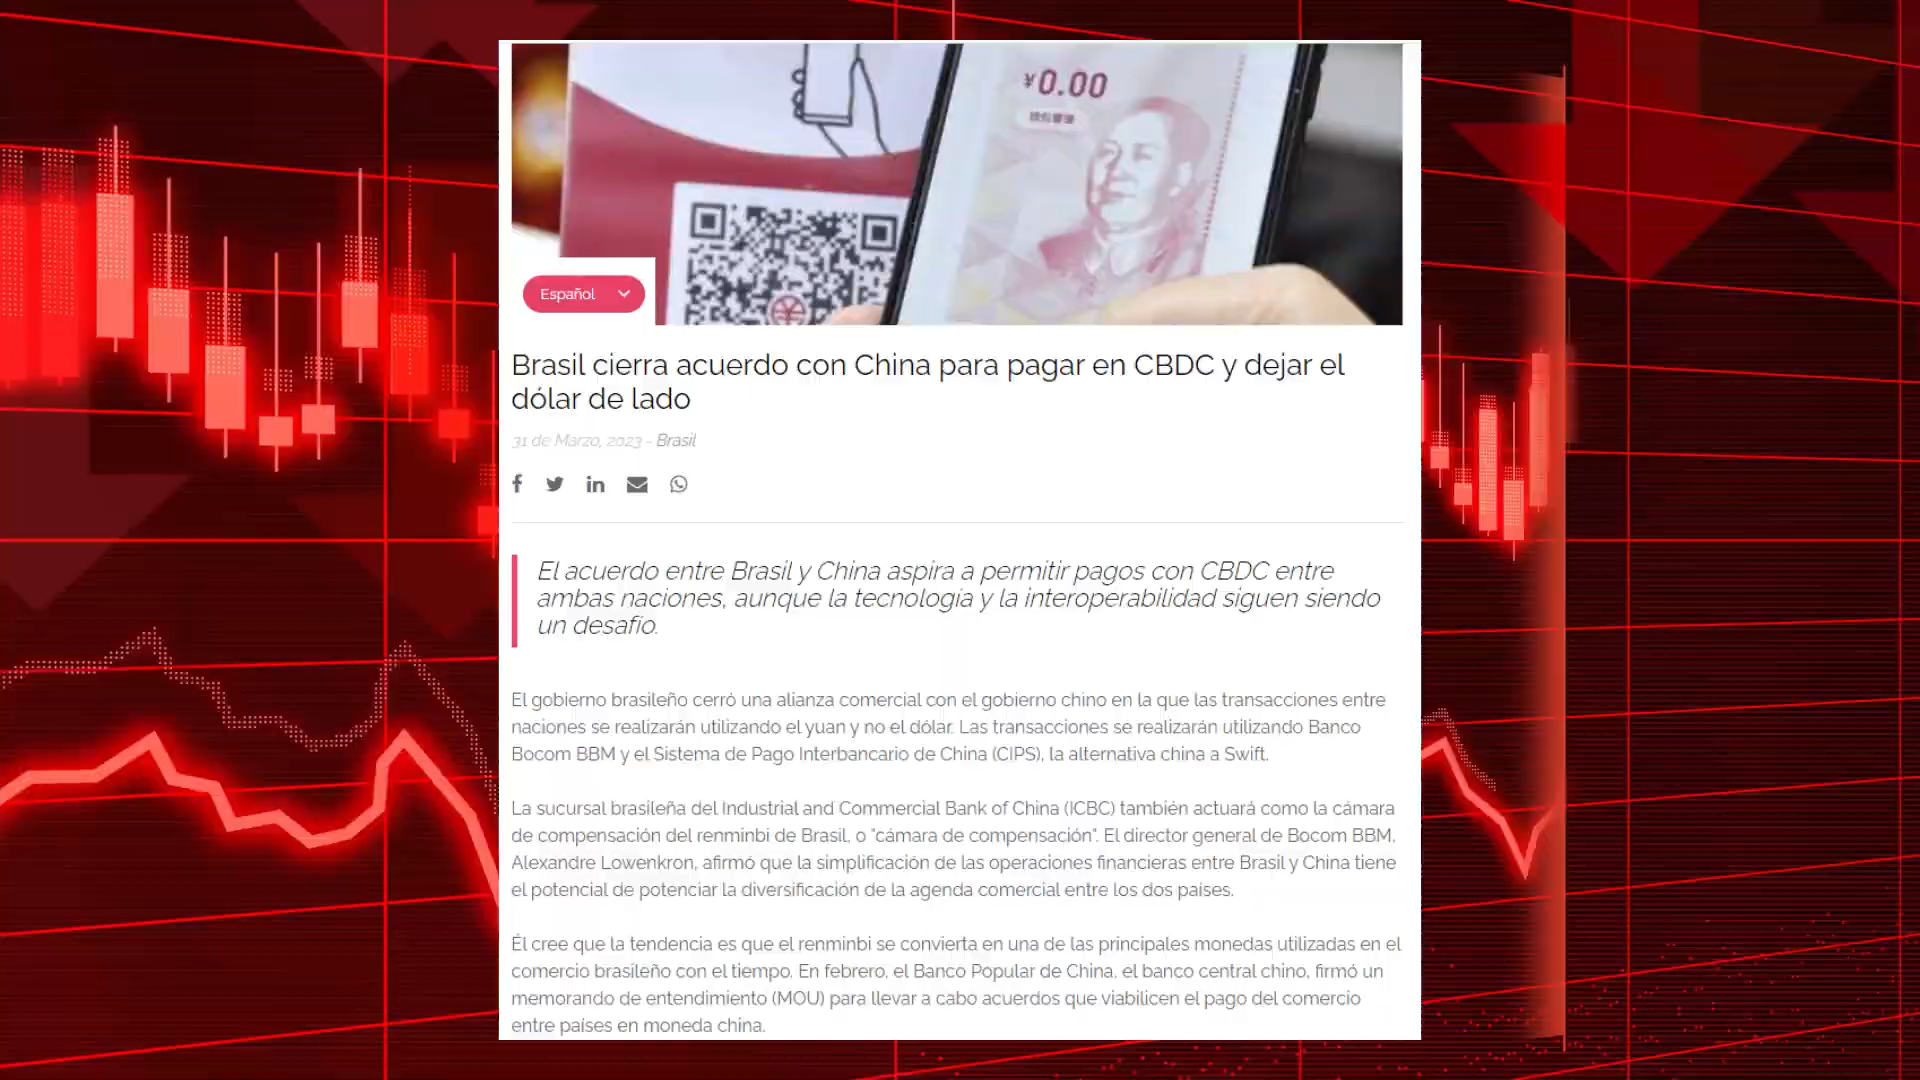 ¥0.00
Español
Brasil cierra acuerdo con China para pagar en CBDC y dejar el
dólar de lado
31 de Marzo, 2023 - Brasil
El acuerdo entre Brasil y China aspira a permitir pagos con CBDC entre
ambas naciones, aunque la tecnología y la interoperabilidad siguen siendo
un desafío.
El gobierno brasileño cerró una alianza comercial con el gobierno chino en la que las transacciones entre
naciones se realizarán utilizando el yuan y no el dólar. Las transacciones se realizarán utilizando Banco
Bocom BBM y el Sistema de Pago Interbancario de China (CIPS), la alternativa china a Swift.
La sucursal brasileña del Industrial and Commercial Bank of China (ICBC) también actuará como la cámara
de compensación del renminbi de Brasil, o "cámara de compensación". El director general de Bocom BBM,
Alexandre Lowenkron, afirmó que la simplificación de las operaciones financieras entre Brasil y China tiene
el potencial de potenciar la diversificación de la agenda comercial entre los dos países.
Él cree que la tendencia es que el renminbi se convierta en una de las principales monedas utilizadas en el
comercio brasileño con el tiempo. En febrero, el Banco Popular de China, el banco central chino, firmó un
memorando de entendimiento (MOU) para llevar a cabo acuerdos que viabilicen el pago del comercio
entre países en moneda china.